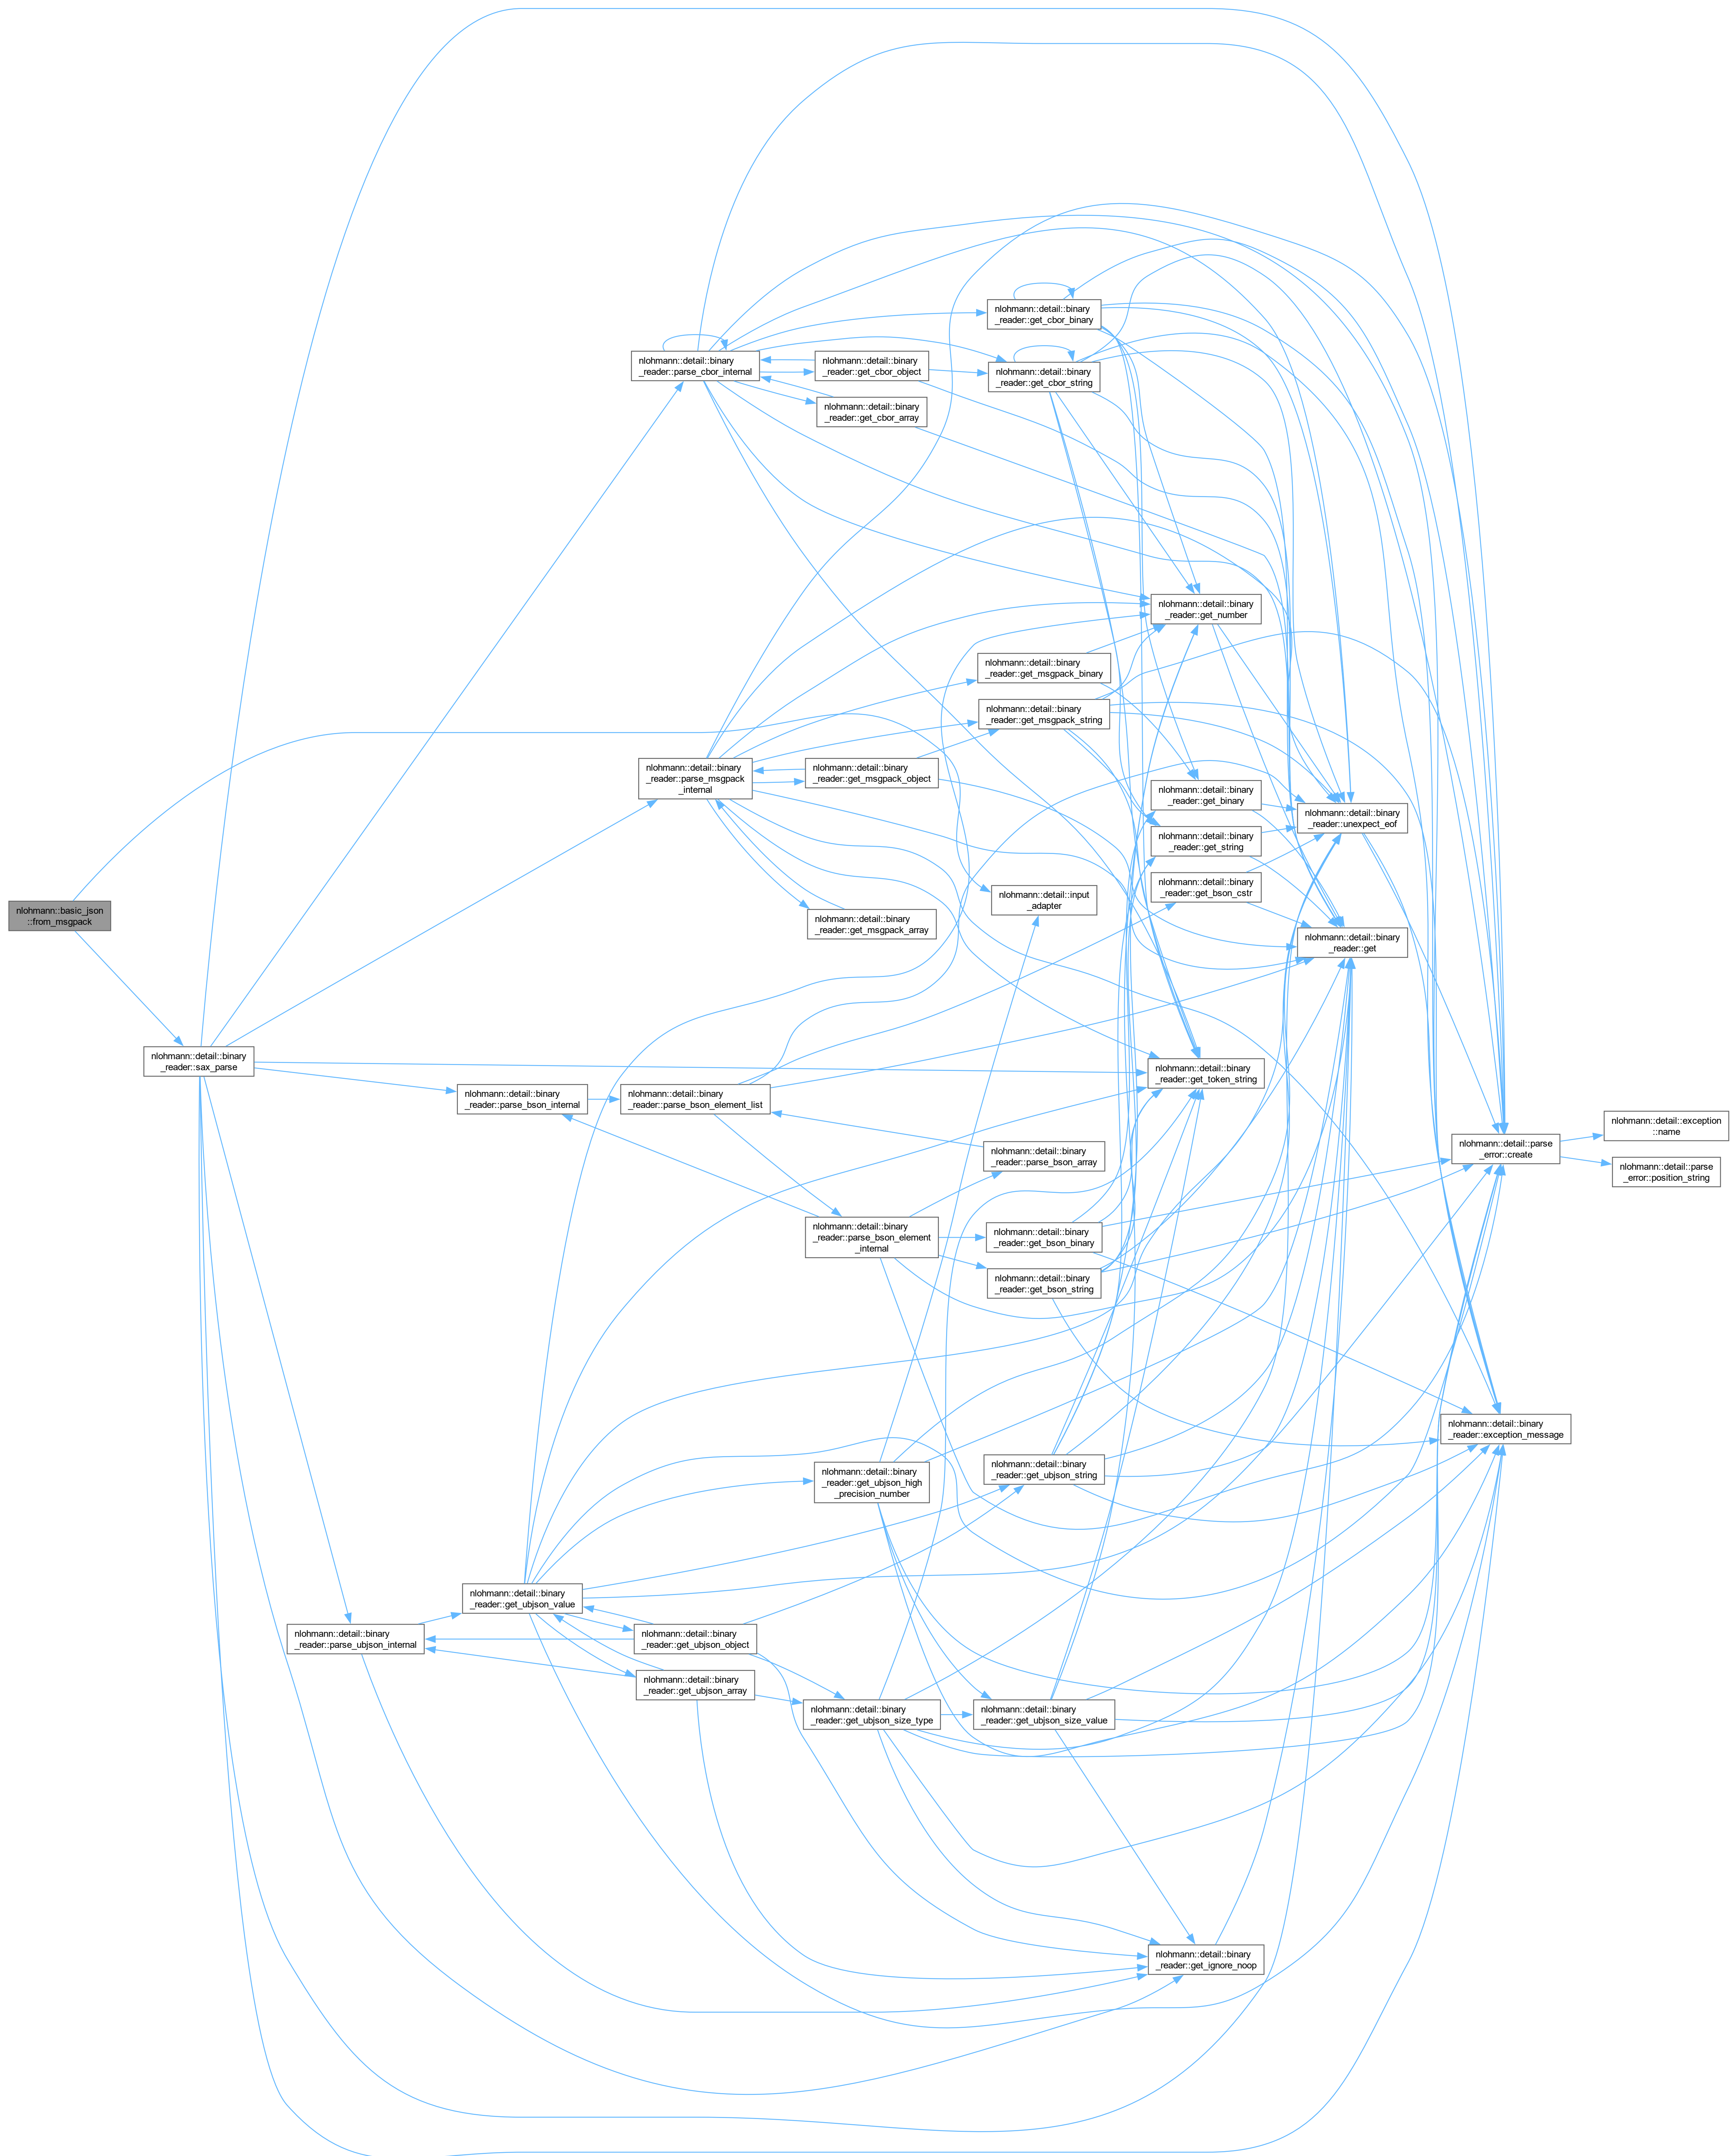 nlohmann::detail::binary
_reader::get_cbor_binary
nlohmann::detail::binary
_reader::parse_cbor_internal
nlohmann::detail::binary
_reader::get_cbor_object
nlohmann::detail::binary
_reader::get_cbor_string
nlohmann::detail::binary
_reader::get_cbor_array
nlohmann::detail::binary
_reader::get_number
nlohmann::detail::binary
_reader::get_msgpack_binary
nlohmann::detail::binary
_reader::get_msgpack_string
nlohmann::detail::binary
_reader::parse_msgpack
_internal
nlohmann::detail::binary
_reader::get_msgpack_object
nlohmann::detail::binary
_reader::get_binary
nlohmann::detail::binary
_reader::unexpect_eof
nlohmann::detail::binary
_reader::get_string
nlohmann::detail::binary
_reader::get_bson_cstr
nlohmann::detail::input
_adapter
nlohmann::basic_json
::from_msgpack
nlohmann::detail::binary
_reader::get_msgpack_array
nlohmann::detail::binary
_reader::get
nlohmann::detail::binary
_reader::sax_parse
nlohmann::detail::binary
_reader::get_token_string
nlohmann::detail::binary
_reader::parse_bson_internal
nlohmann::detail::binary
_reader::parse_bson_element_list
nlohmann::detail::exception
::name
nlohmann::detail::parse
_error::create
nlohmann::detail::binary
_reader::parse_bson_array
nlohmann::detail::parse
_error::position_string
nlohmann::detail::binary
_reader::parse_bson_element
_internal
nlohmann::detail::binary
_reader::get_bson_binary
nlohmann::detail::binary
_reader::get_bson_string
nlohmann::detail::binary
_reader::exception_message
nlohmann::detail::binary
_reader::get_ubjson_string
nlohmann::detail::binary
_reader::get_ubjson_high
_precision_number
nlohmann::detail::binary
_reader::get_ubjson_value
nlohmann::detail::binary
_reader::parse_ubjson_internal
nlohmann::detail::binary
_reader::get_ubjson_object
nlohmann::detail::binary
_reader::get_ubjson_array
nlohmann::detail::binary
_reader::get_ubjson_size_type
nlohmann::detail::binary
_reader::get_ubjson_size_value
nlohmann::detail::binary
_reader::get_ignore_noop